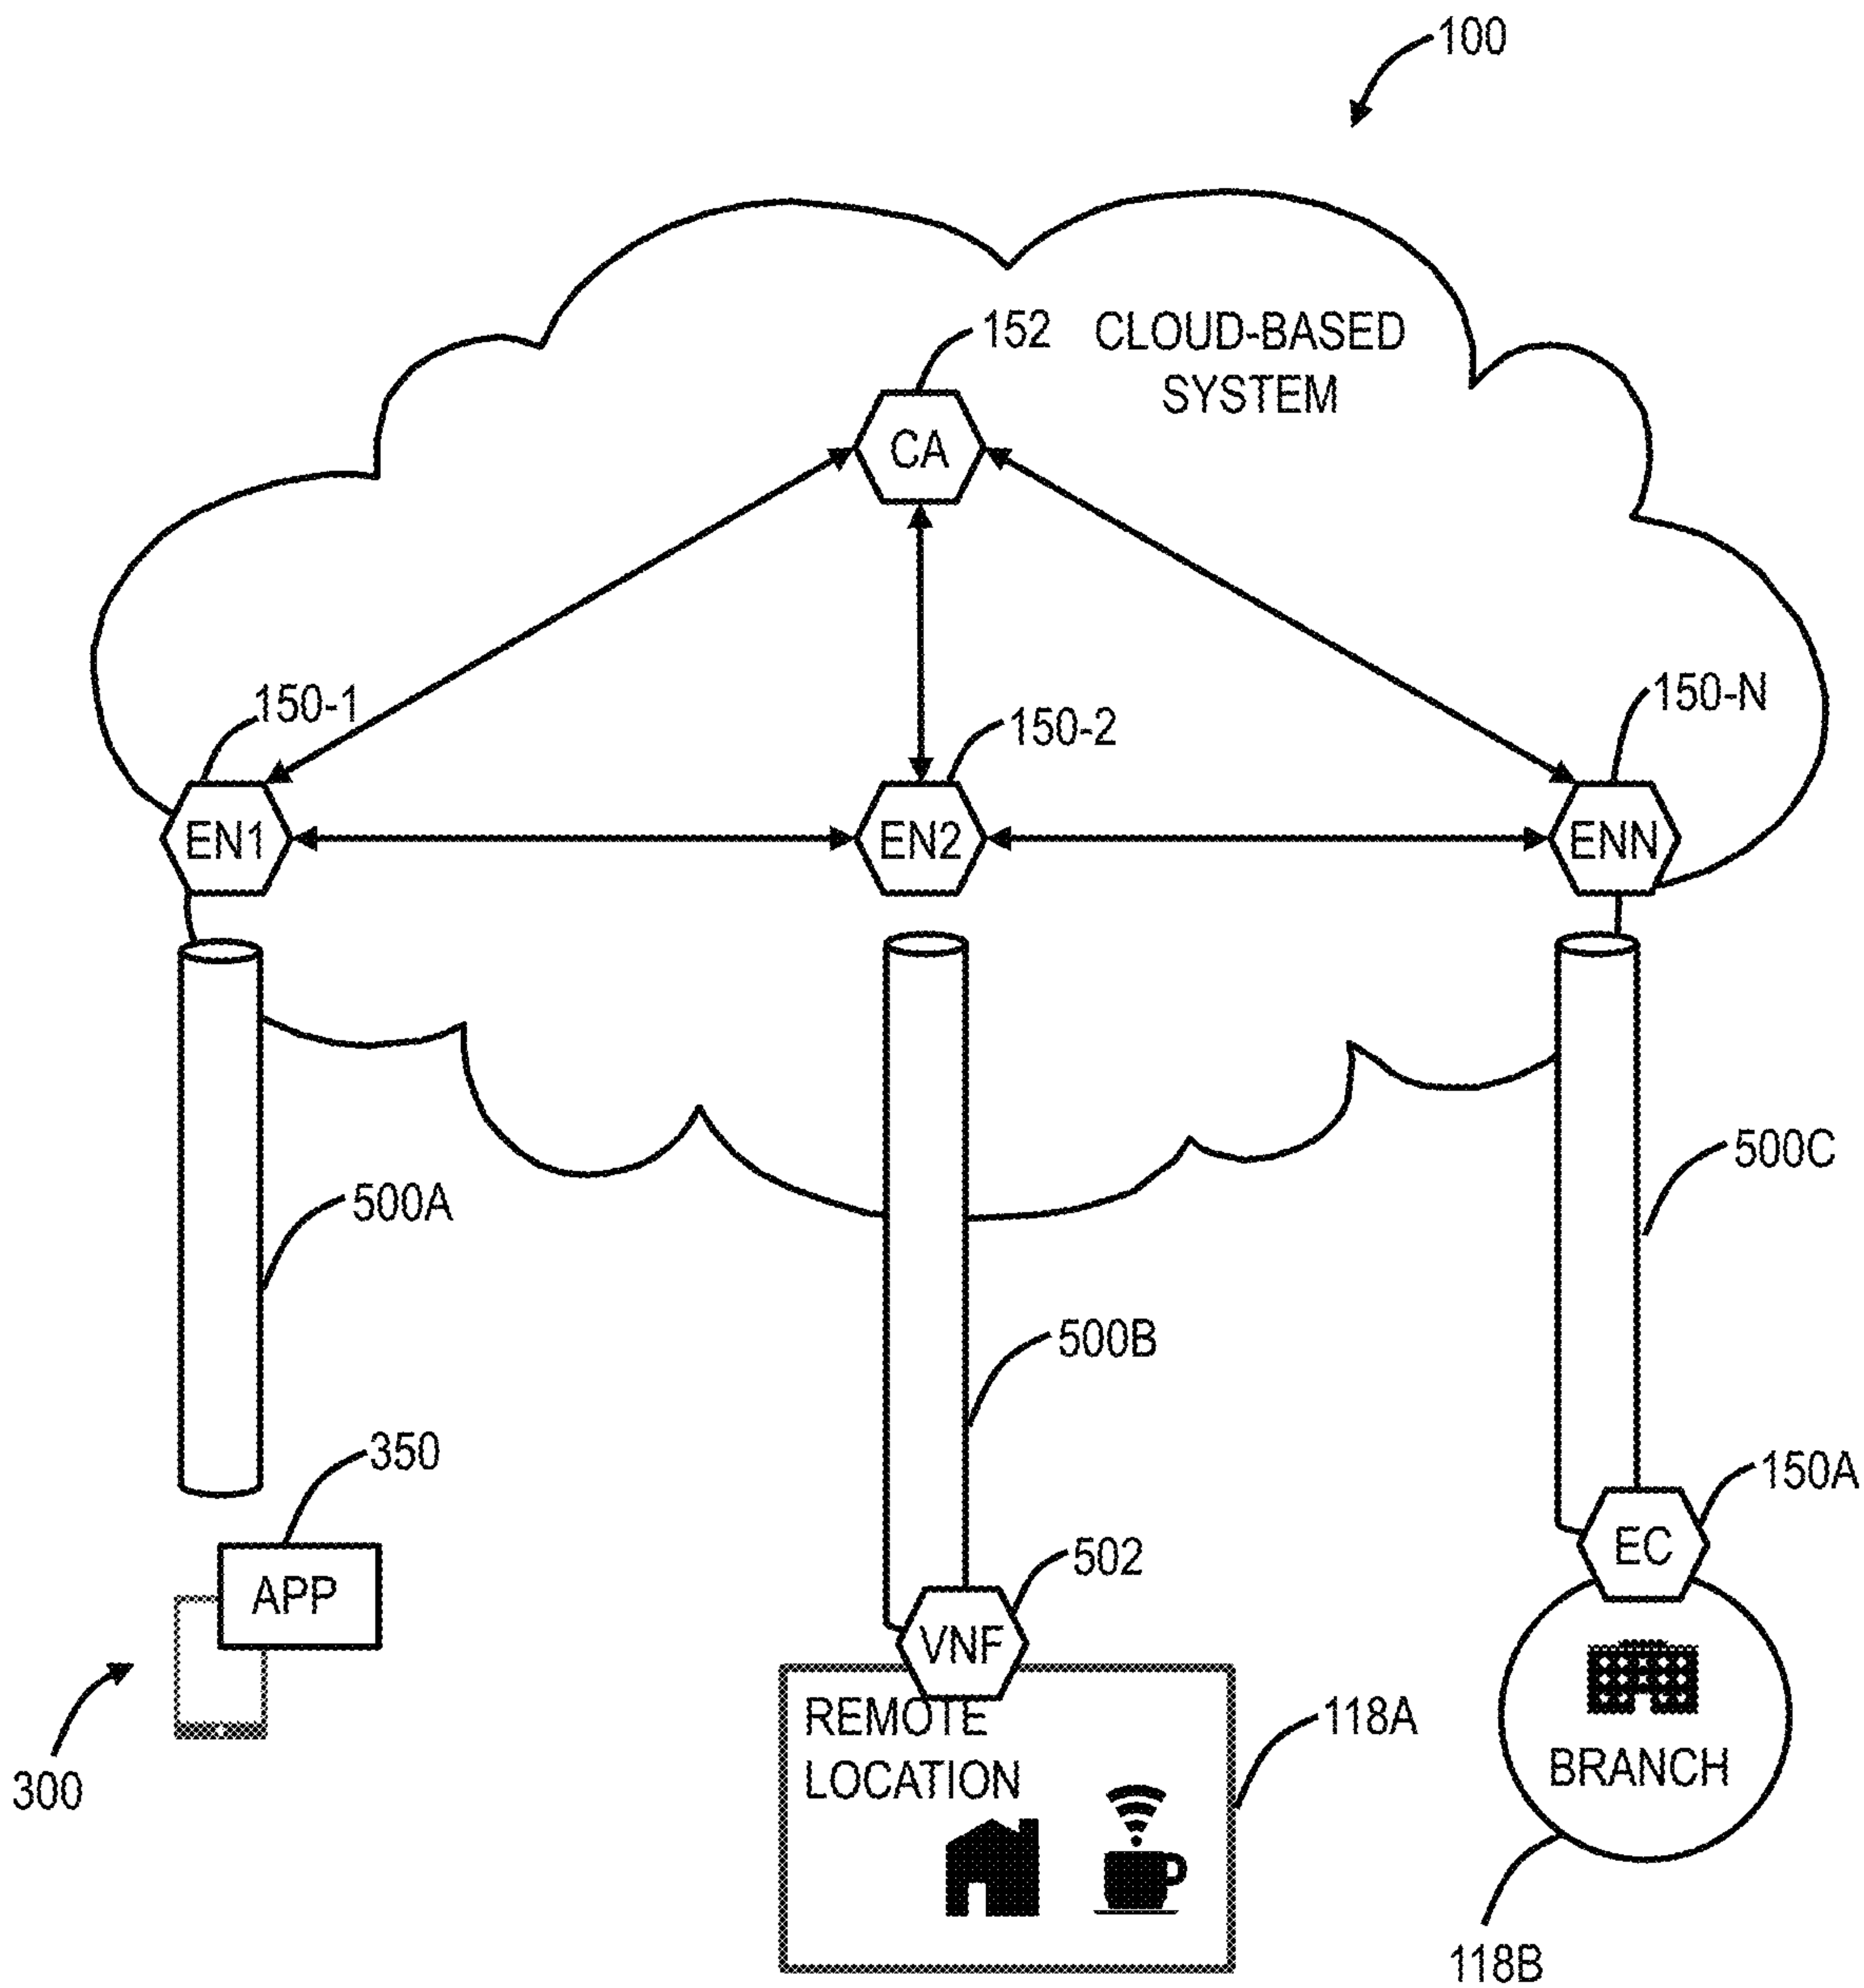 100
152
CLOUD-BASED
SYSTEM
CA
150-1
150-2
150-N
EN1
EN2
ENN
500A
500B
500C
350
APP
502
150A
EC
VNF
300
REMOTE
LOCATION
118A
BRANCH
118B